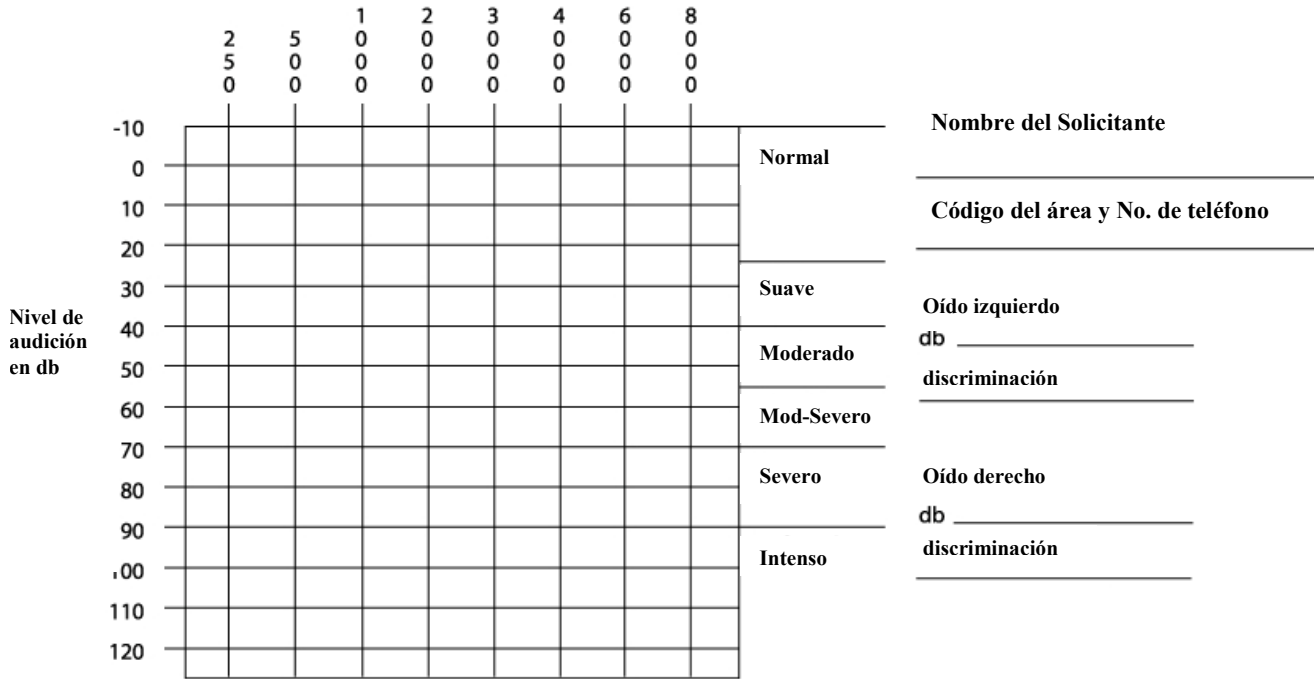 250 500 1000 2000 3000 4000 6000 8000
-10
0
10
20
30
40
50
60
70
80
90
100
110
120
Nivel de
audición
en db
Normal
Suave
Moderado
Mod-Severo
Severo
Intenso
Nombre del Solicitante
Código del área y No. de teléfono
Oído izquierdo
db
discriminación
Oído derecho
db
discriminación